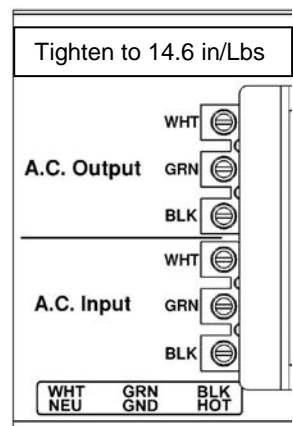 Tighten to 14.6 in/Lbs
WHT
A.C. Output GRN
BLK
WHT
A.C. Input GRN
BLK
WHT GRN BLK
NEU GND HOT